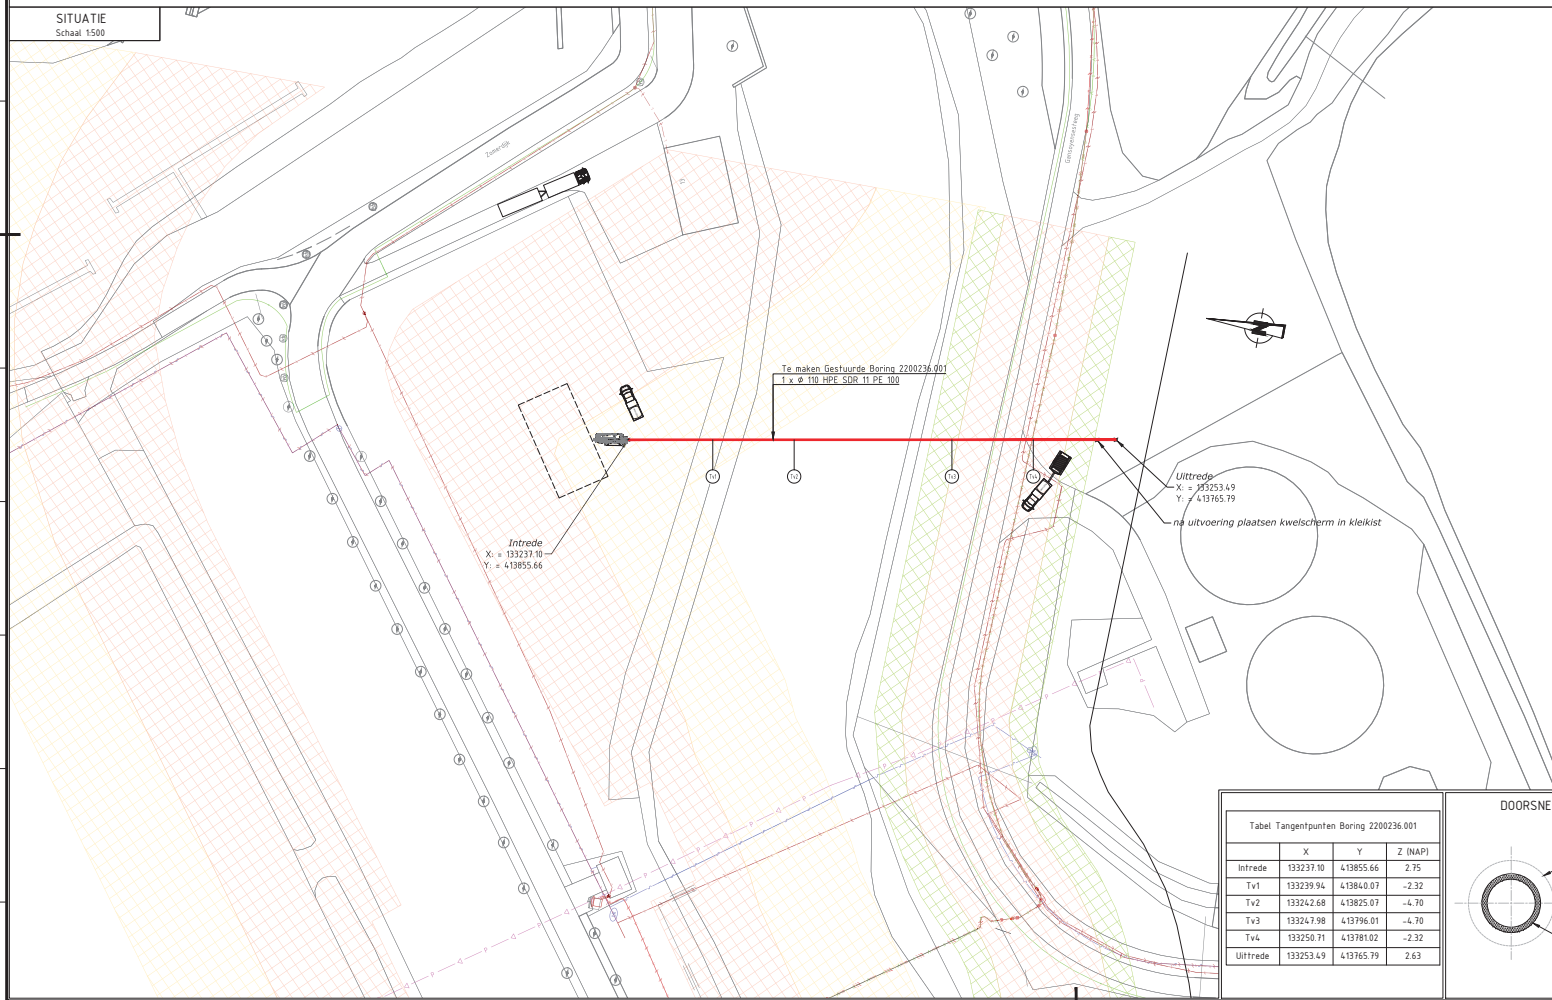 SITUATIE
Schaal 1:500
Zomerdijk
Gansoyensesteeg
N
Te maken Gestuurde Boring 2200236.001
1 x Ø 110 HPE SDR 11 PE 100
Tv1
Tv2
Tv3
Tv4
Uittrede
X: = 133253.49
Y: = 413765.79
na uitvoering plaatsen kwelscherm in kleikist
Intrede
X: = 133237.10
Y: = 413855.66
Tabel Tangentpunten Boring 2200236.001
X Y Z (NAP)
Intrede 133237.10 413855.66 2.75
Tv1 133239.94 413840.07 -2.32
Tv2 133242.68 413825.07 -4.70
Tv3 133247.98 413796.01 -4.70
Tv4 133250.71 413781.02 -2.32
Uittrede 133253.49 413765.79 2.63
DOORSNE